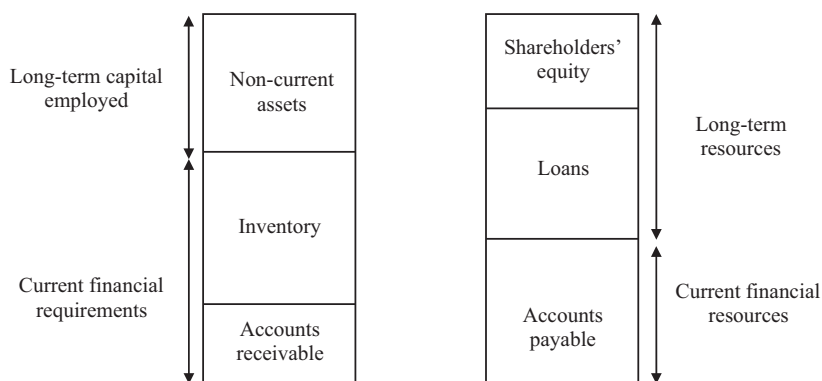 Long-term capital
employed
Non-current
assets
Inventory
Current financial
requirements
Accounts
receivable
Shareholders’
equity
Loans
Long-term
resources
Accounts
payable
Current financial
resources